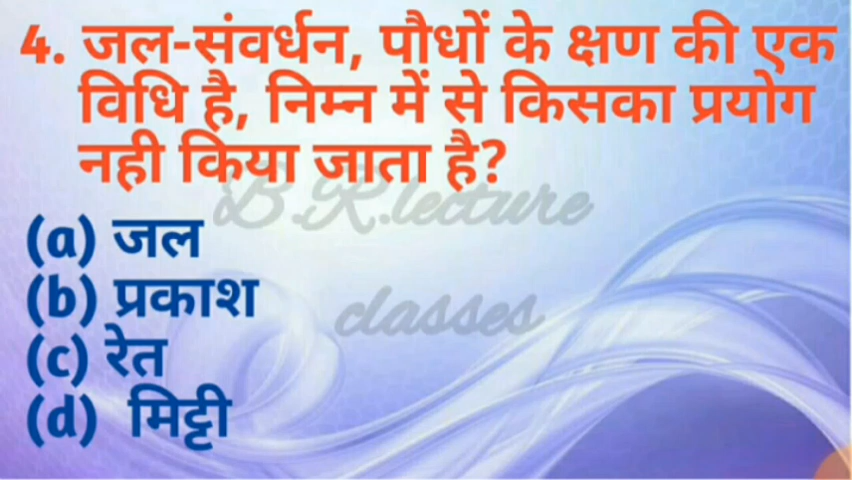 4. जल-संवर्धन, पौधों के क्षण की एक
विधि है, निम्न में से किसका प्रयोग
नही किया जाता है?
B.R.lecture
(a) जल
(b) प्रकाश
classes
(c) रेत
(d) मिट्टी